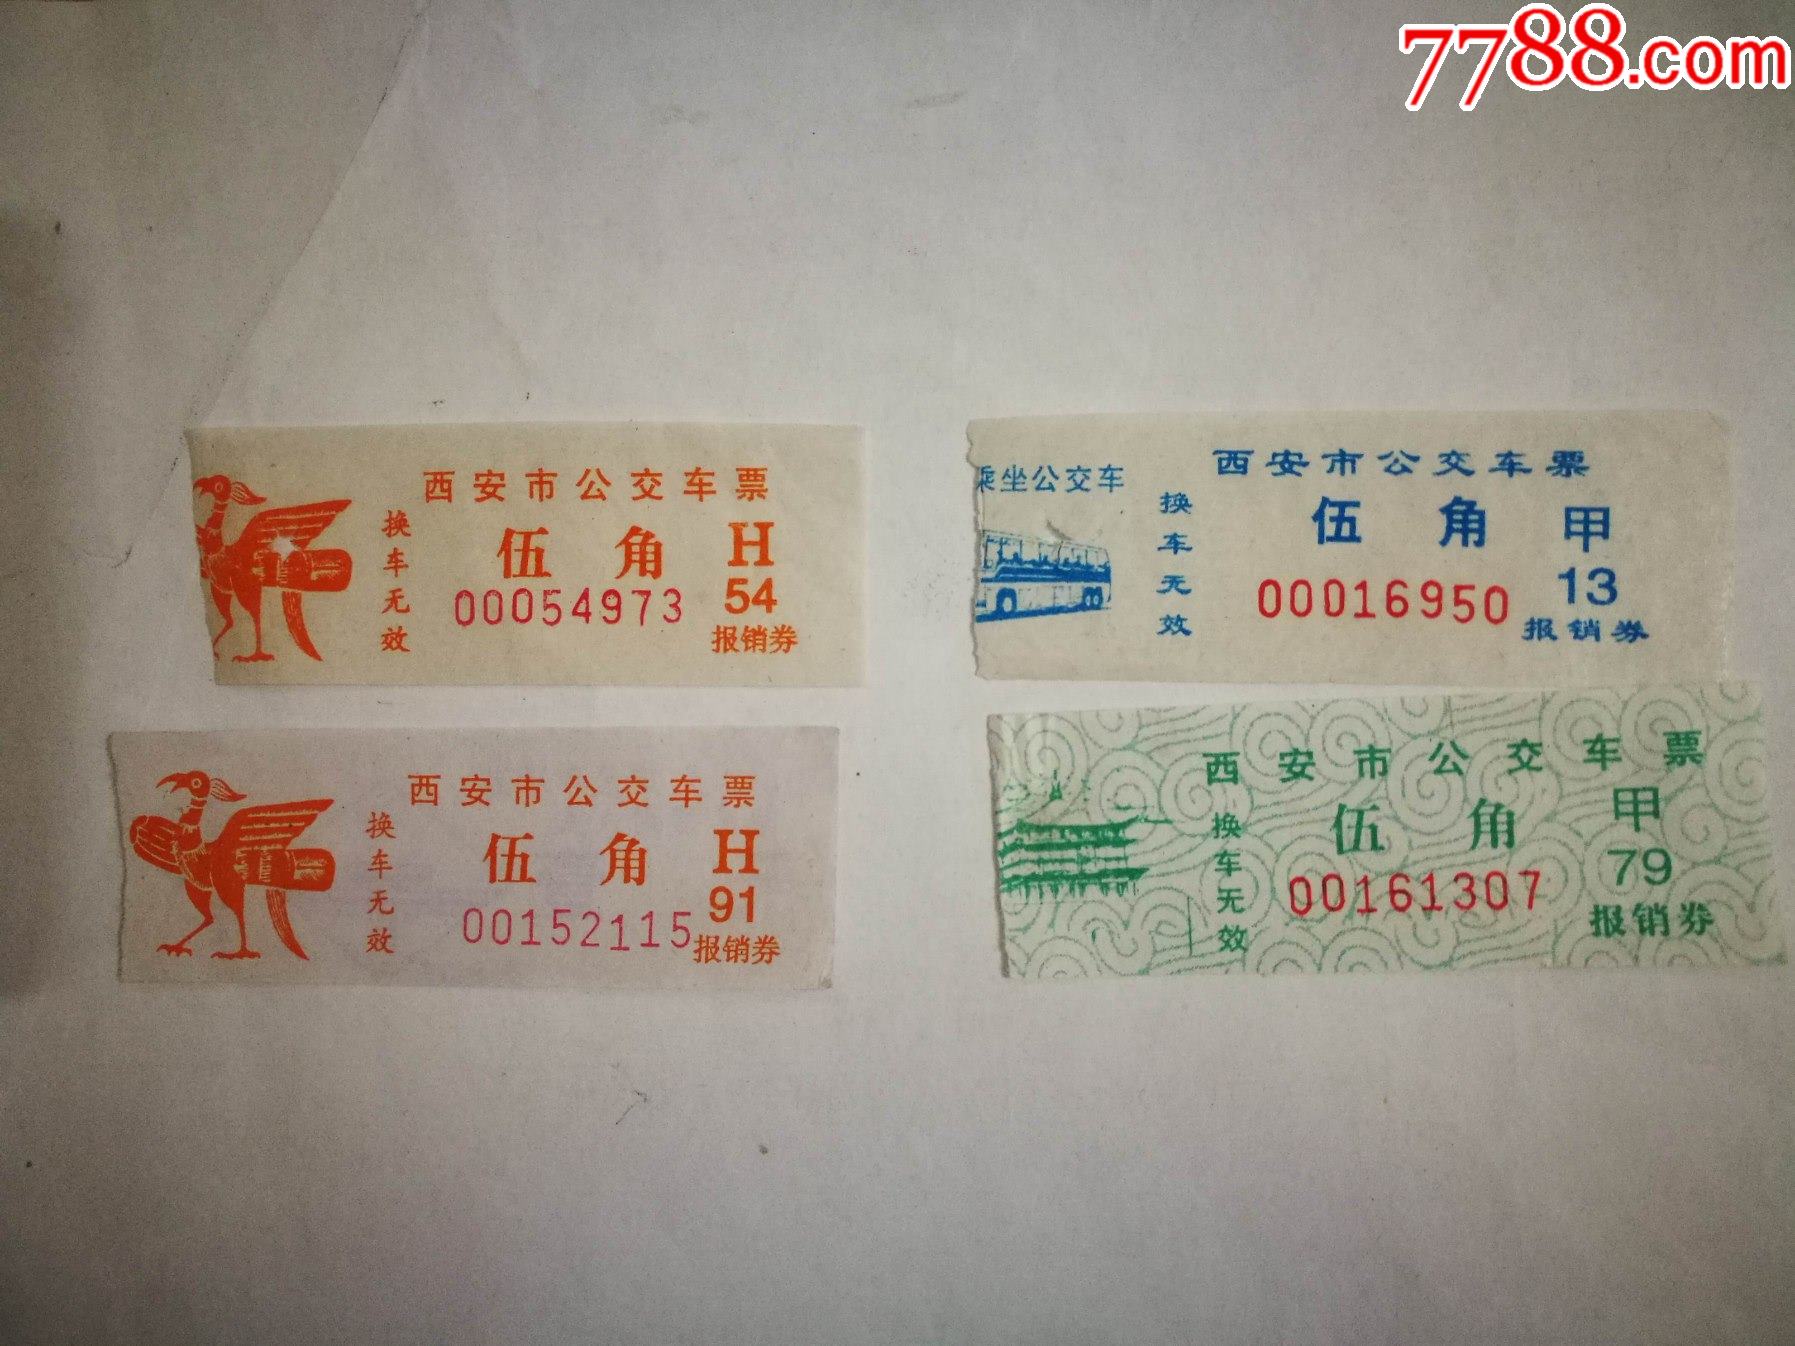 7788.com
西安市公交车票
换车无效
伍角 H
00054973 54
报销券
乘坐公交车
西安市公交车票
换车无效
伍角 甲
00016950 13
报销券
西安市公交车票
换车无效
伍角 H
00152115 91
报销券
西安市公交车票
换车无效
伍角 甲
00161307 79
报销券